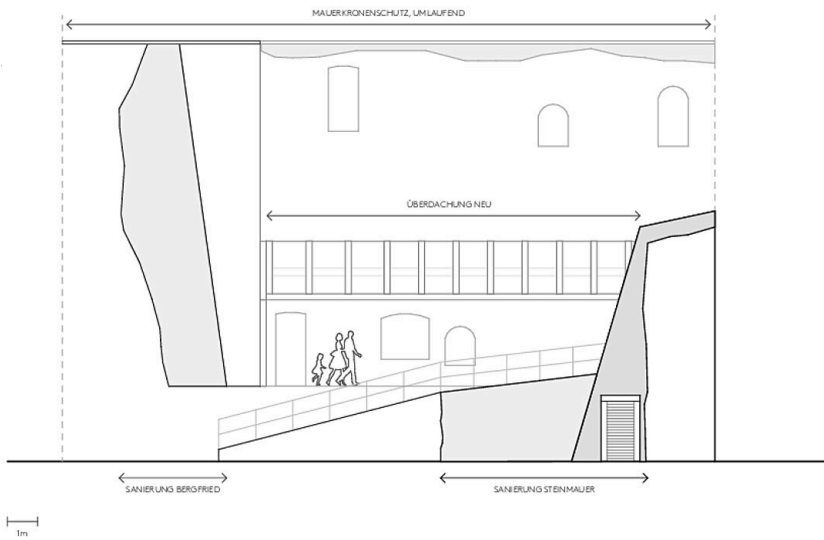 MAUERKRONENSCHUTZ, UMLAUFEND
ÜBERDACHUNG NEU
SANIERUNG BERGFRIED
SANIERUNG STEINMAUER
1m